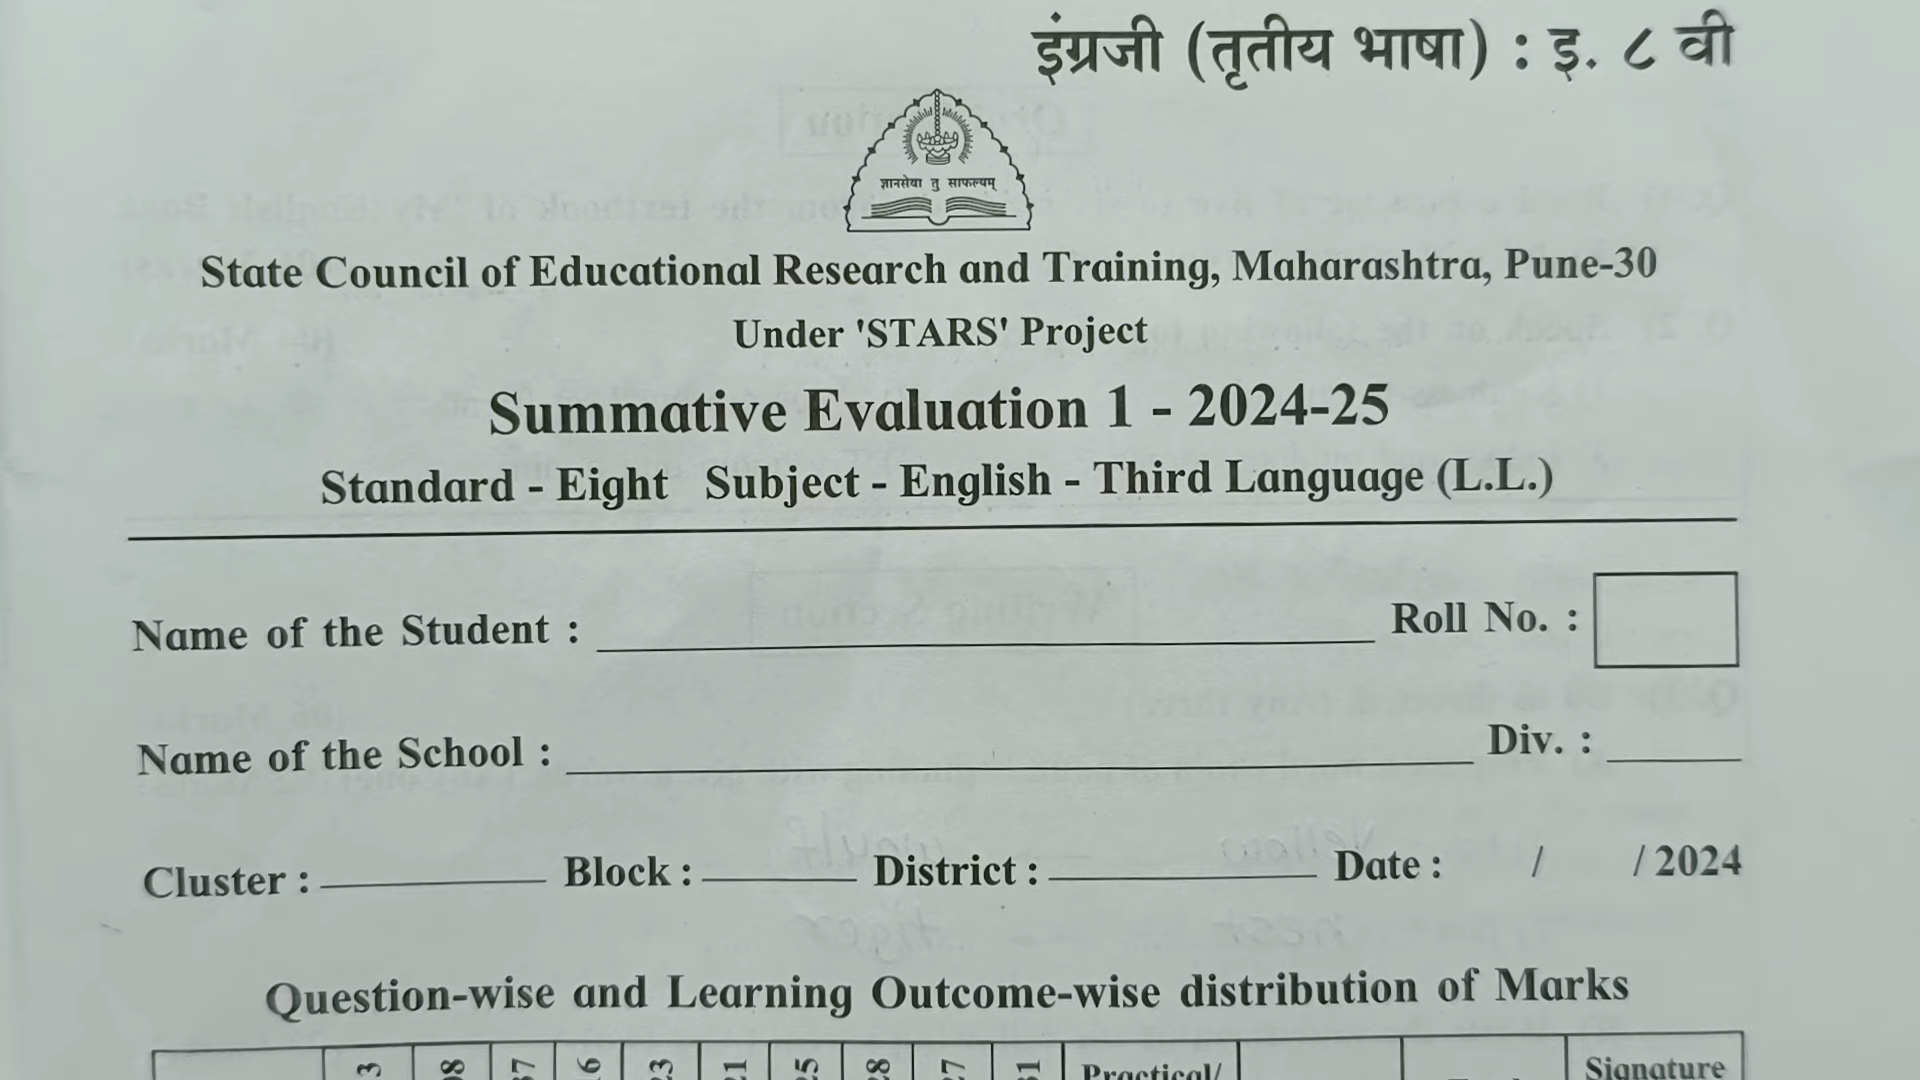 इंग्रजी (तृतीय भाषा) : इ. ८ वी
ज्ञानसेवा तु साफल्यम्
State Council of Educational Research and Training, Maharashtra, Pune-30
Under 'STARS' Project
Summative Evaluation 1 - 2024-25
Standard - Eight Subject - English - Third Language (L.L.)
Name of the Student : Roll No. :
Name of the School : Div. :
Cluster : Block : District : Date : / / 2024
Question-wise and Learning Outcome-wise distribution of Marks
Practical/ Signature